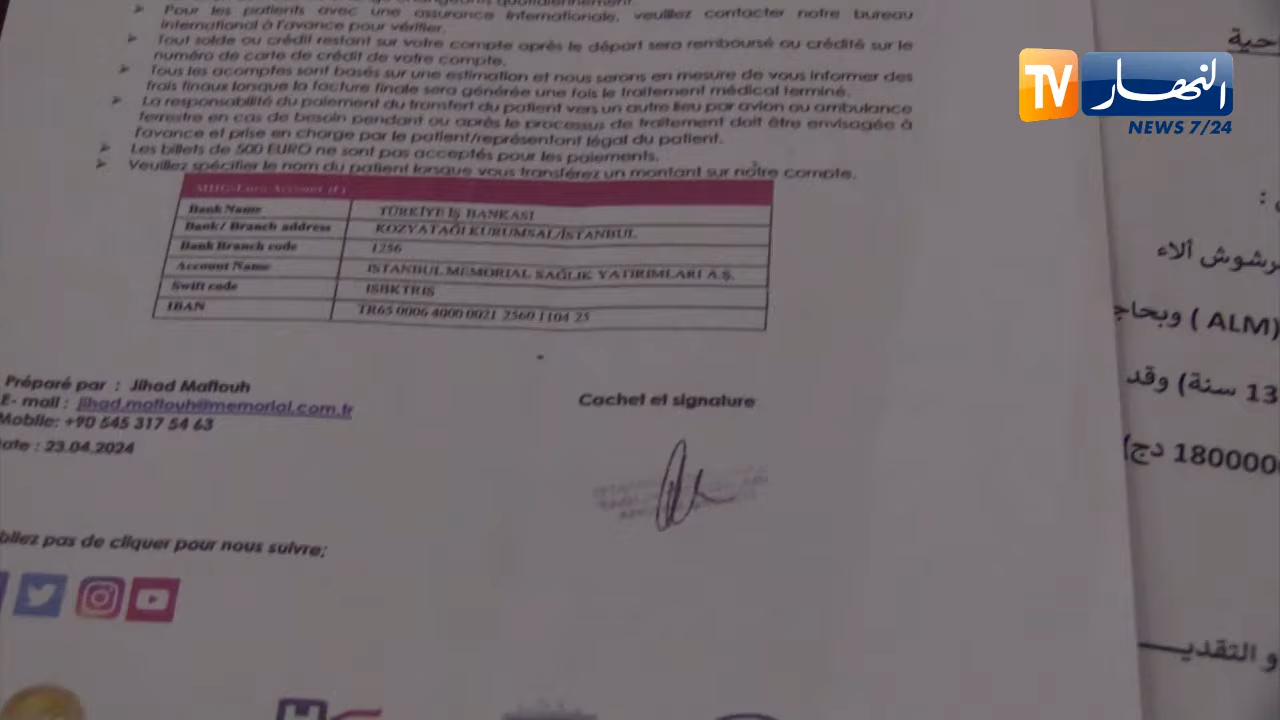 Pour les patients avec une assurance internationale, veuillez contacter notre bureau
international à l'avance pour vérifier.
Tout solde ou crédit restant sur votre compte après le départ sera remboursé ou crédité sur le
numéro de carte de crédit de votre compte.
Tous les acomptes sont basés sur une estimation et nous serons en mesure de vous informer des
frais finaux lorsque la facture finale sera générée une fois le traitement médical terminé.
La responsabilité du paiement du transfert du patient vers un autre lieu par avion ou ambulance
terrestre en cas de besoin pendant ou après le processus de traitement doit être envisagée à
l'avance et prise en charge par le patient/représentant légal du patient.
Les billets de 500 EURO ne sont pas acceptés pour les paiements.
Veuillez spécifier le nom du patient lorsque vous transférez un montant sur notre compte.
Bank Name TÜRKİYE İŞ BANKASI
Bank/ Branch address KOZYATAĞI KURUMSAL/İSTANBUL
Bank Branch code 1256
Account Name ISTANBUL MEMORIAL SAĞLIK YATIRIMLARI A.Ş.
Swift code ISBKTRIS
IBAN TR65 0006 4000 0021 2560 1104 25
Préparé par : Jihad Maftouh
E- mail : jihad.maftouh@memorial.com.tr
Mobile: +90 545 317 54 63
ate : 23.04.2024
Cachet et signature
bliez pas de cliquer pour nous suivre;
TV النهار
NEWS 7/24
حية
:
رشوش ألاء
(ALM ) وبحاج
13 سنة) وقد
180000 دج)
و التقديـــ